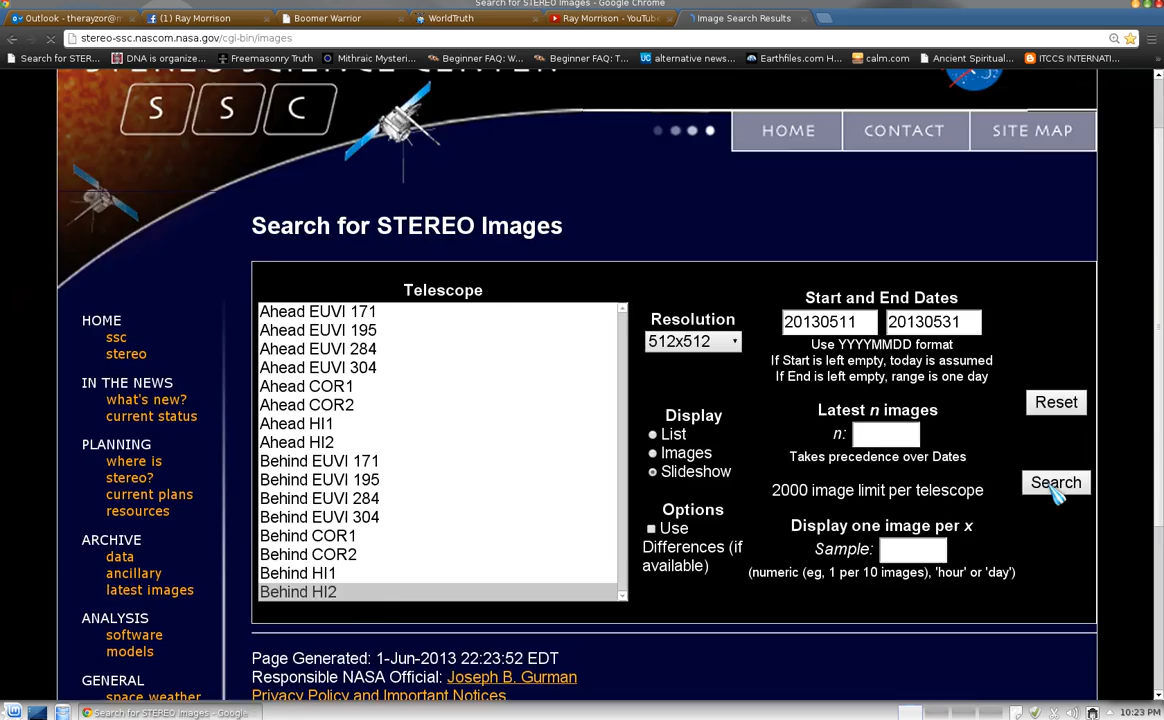 Search for STEREO Images - Google Chrome
Outlook - therayzor@
(1) Ray Morrison
Boomer Warrior
WorldTruth
Ray Morrison - YouTube
Image Search Results
stereo-ssc.nascom.nasa.gov/cgi-bin/images
Search for STER...
DNA is organize...
Freemasonry Truth
Mithraic Mysteri...
Beginner FAQ: W...
Beginner FAQ: T...
alternative news...
Earthfiles.com H...
calm.com
Ancient Spiritual...
ITCCS INTERNATI...
STEREO SCIENCE CENTER
S S C
HOME
CONTACT
SITE MAP
Search for STEREO Images
Telescope
Ahead EUVI 171
Ahead EUVI 195
Ahead EUVI 284
Ahead EUVI 304
Ahead COR1
Ahead COR2
Ahead HI1
Ahead HI2
Behind EUVI 171
Behind EUVI 195
Behind EUVI 284
Behind EUVI 304
Behind COR1
Behind COR2
Behind HI1
Behind HI2
Resolution
512x512
Display
List
Images
Slideshow
Options
Use
Differences (if
available)
Start and End Dates
20130511 20130531
Use YYYYMMDD format
If Start is left empty, today is assumed
If End is left empty, range is one day
Latest n images
n:
Takes precedence over Dates
2000 image limit per telescope
Display one image per x
Sample:
(numeric (eg, 1 per 10 images), 'hour' or 'day')
Reset
Search
HOME
ssc
stereo
IN THE NEWS
what's new?
current status
PLANNING
where is
stereo?
current plans
resources
ARCHIVE
data
ancillary
latest images
ANALYSIS
software
models
GENERAL
space weather
Page Generated: 1-Jun-2013 22:23:52 EDT
Responsible NASA Official: Joseph B. Gurman
Privacy Policy and Important Notices
Search for STEREO Images - Google
10:23 PM